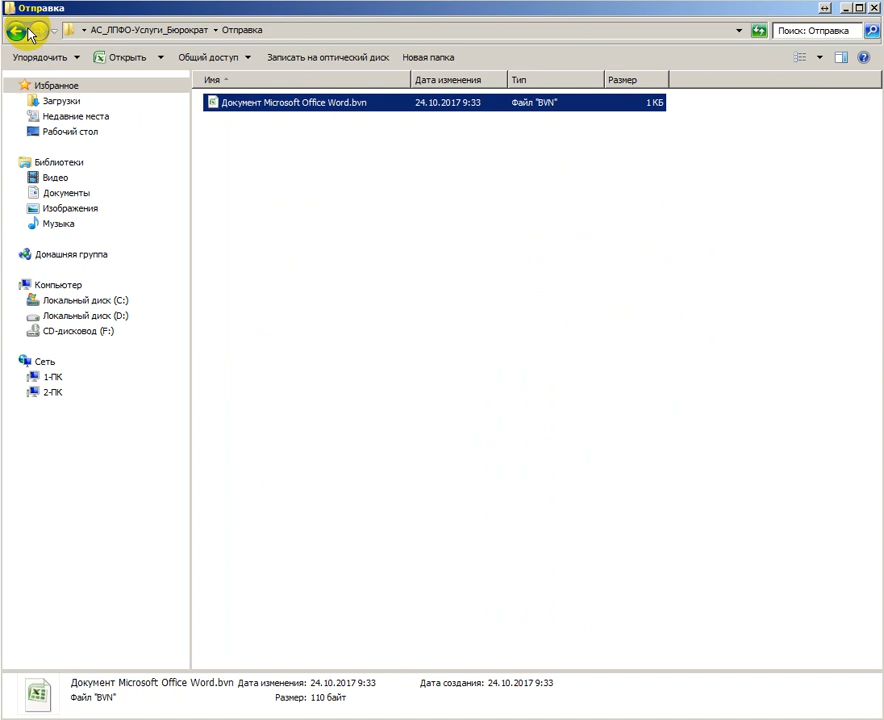 Отправка
АС_ЛПФО-Услуги_Бюрократ Отправка
Поиск: Отправка
Упорядочить Открыть Общий доступ Записать на оптический диск Новая папка
Имя Дата изменения Тип Размер
Документ Microsoft Office Word.bvn 24.10.2017 9:33 Файл "BVN" 1 КБ
Избранное
Загрузки
Недавние места
Рабочий стол
Библиотеки
Видео
Документы
Изображения
Музыка
Домашняя группа
Компьютер
Локальный диск (C:)
Локальный диск (D:)
CD-дисковод (F:)
Сеть
1-ПК
2-ПК
Документ Microsoft Office Word.bvn Дата изменения: 24.10.2017 9:33 Дата создания: 24.10.2017 9:33
Файл "BVN" Размер: 110 байт